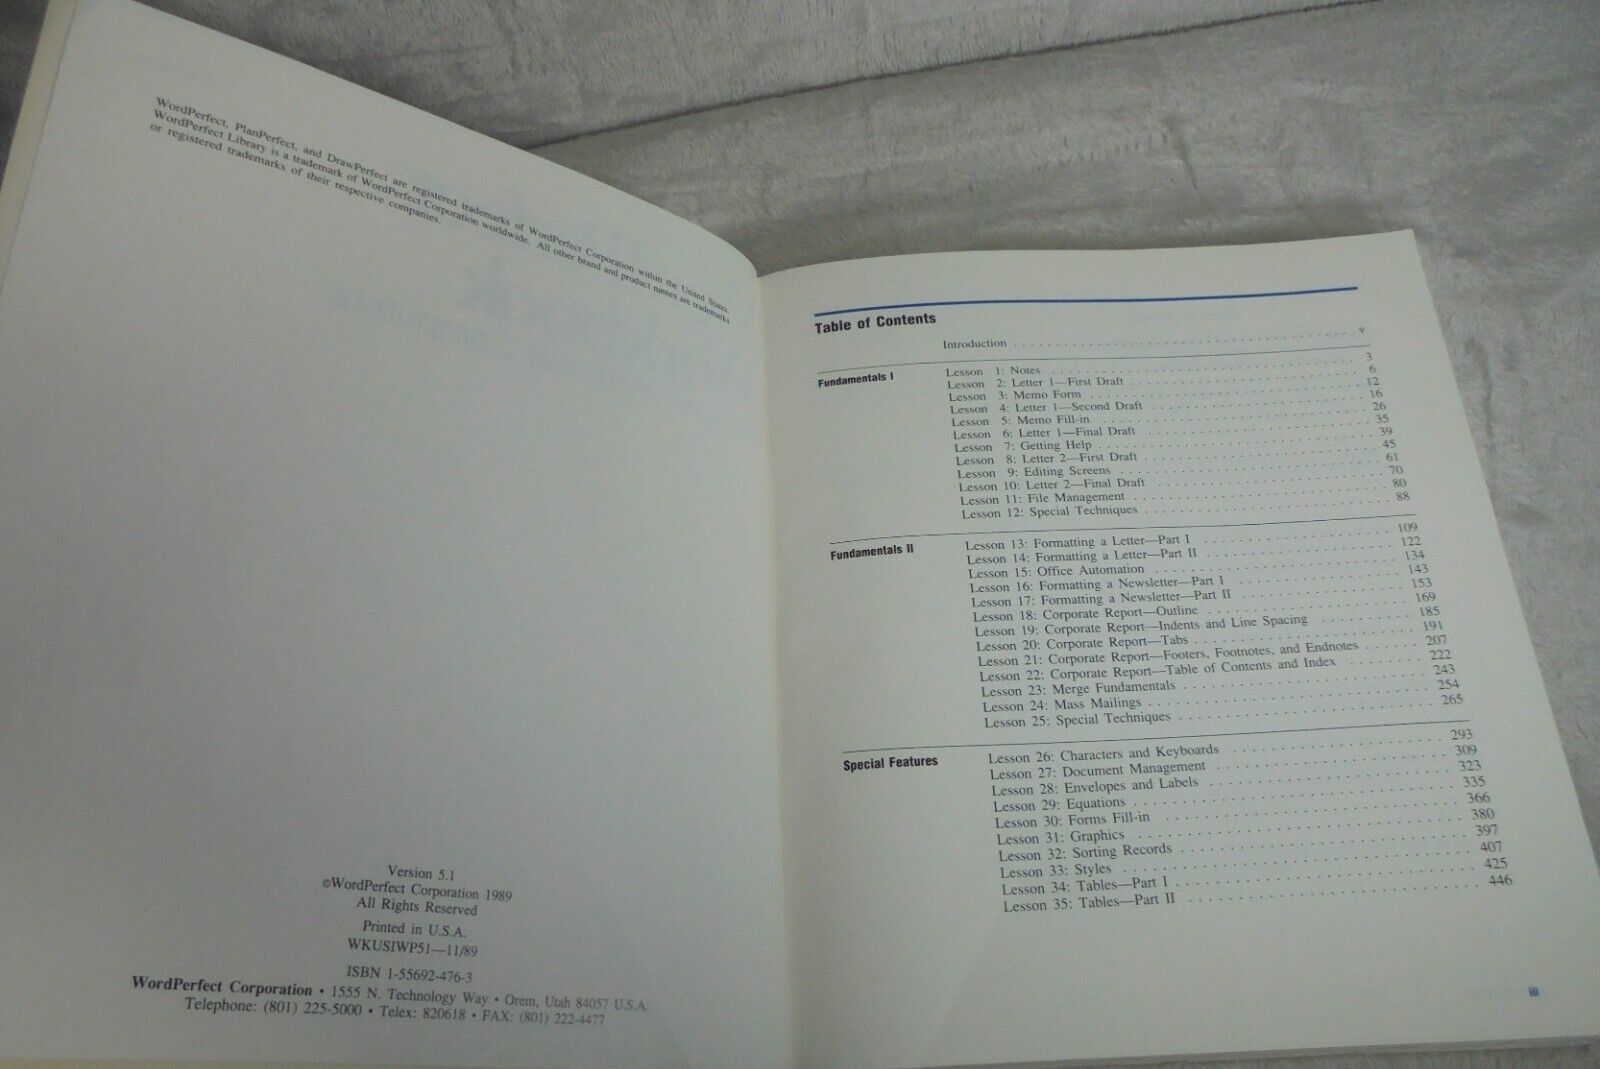 WordPerfect, PlanPerfect, and DrawPerfect are registered trademarks of WordPerfect Corporation within the United States.
WordPerfect Library is a trademark of WordPerfect Corporation worldwide. All other brand and product names are trademarks
or registered trademarks of their respective companies.
Version 5.1
©WordPerfect Corporation 1989
All Rights Reserved
Printed in U.S.A.
WKUSIWP51—11/89
ISBN 1-55692-476-3
WordPerfect Corporation • 1555 N. Technology Way • Orem, Utah 84057 U.S.A.
Telephone: (801) 225-5000 • Telex: 820618 • FAX: (801) 222-4477
Table of Contents
Introduction . . . . . v
Fundamentals I
Lesson 1: Notes . . . . . 3
Lesson 2: Letter 1—First Draft . . . . . 6
Lesson 3: Memo Form . . . . . 12
Lesson 4: Letter 1—Second Draft . . . . . 16
Lesson 5: Memo Fill-in . . . . . 26
Lesson 6: Letter 1—Final Draft . . . . . 35
Lesson 7: Getting Help . . . . . 39
Lesson 8: Letter 2—First Draft . . . . . 45
Lesson 9: Editing Screens . . . . . 61
Lesson 10: Letter 2—Final Draft . . . . . 70
Lesson 11: File Management . . . . . 80
Lesson 12: Special Techniques . . . . . 88
Fundamentals II
Lesson 13: Formatting a Letter—Part I . . . . . 109
Lesson 14: Formatting a Letter—Part II . . . . . 122
Lesson 15: Office Automation . . . . . 134
Lesson 16: Formatting a Newsletter—Part I . . . . . 143
Lesson 17: Formatting a Newsletter—Part II . . . . . 153
Lesson 18: Corporate Report—Outline . . . . . 169
Lesson 19: Corporate Report—Indents and Line Spacing . . . . . 185
Lesson 20: Corporate Report—Tabs . . . . . 191
Lesson 21: Corporate Report—Footers, Footnotes, and Endnotes . . . . . 207
Lesson 22: Corporate Report—Table of Contents and Index . . . . . 222
Lesson 23: Merge Fundamentals . . . . . 243
Lesson 24: Mass Mailings . . . . . 254
Lesson 25: Special Techniques . . . . . 265
Special Features
Lesson 26: Characters and Keyboards . . . . . 293
Lesson 27: Document Management . . . . . 309
Lesson 28: Envelopes and Labels . . . . . 323
Lesson 29: Equations . . . . . 335
Lesson 30: Forms Fill-in . . . . . 366
Lesson 31: Graphics . . . . . 380
Lesson 32: Sorting Records . . . . . 397
Lesson 33: Styles . . . . . 407
Lesson 34: Tables—Part I . . . . . 425
Lesson 35: Tables—Part II . . . . . 446
iii